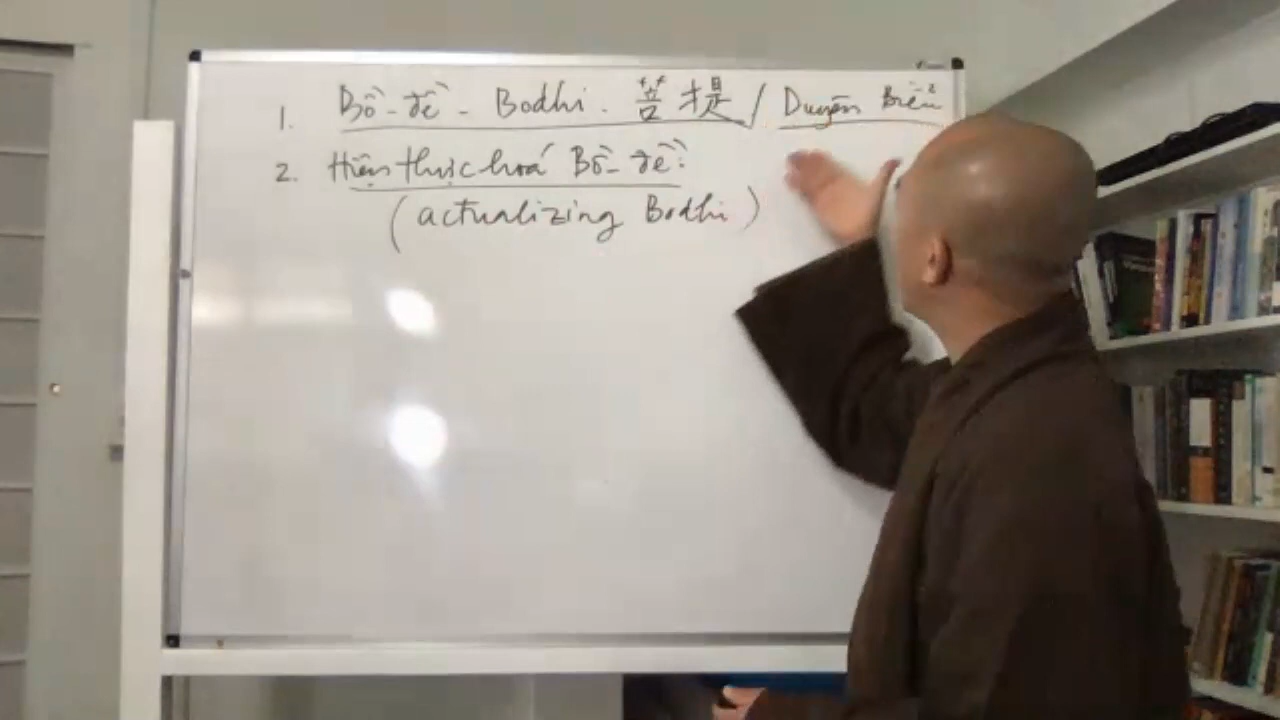 1. Bồ-đề - Bodhi. 菩提 / Duyên Biến
2. Hiện thực hoá Bồ-đề:
(actualizing Bodhi)